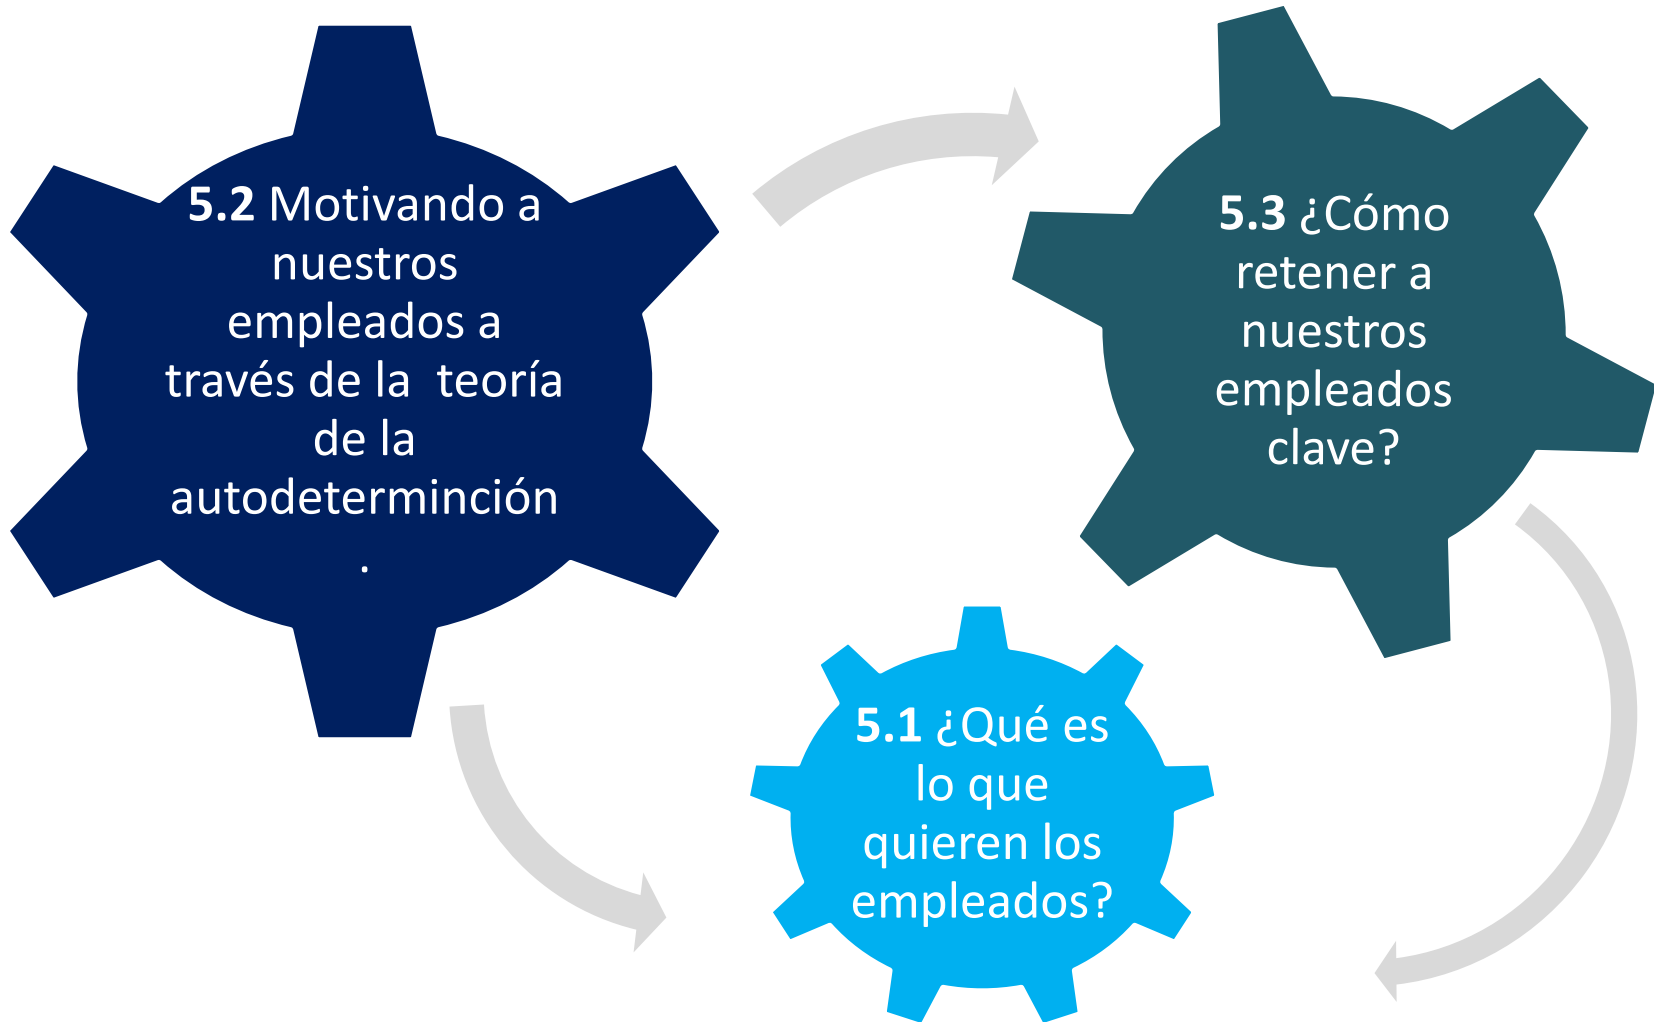 5.2 Motivando a
nuestros
empleados a
través de la  teoría
de la
autodeterminción
.
5.3 ¿Cómo
retener a
nuestros
empleados
clave?
5.1 ¿Qué es
lo que
quieren los
empleados?